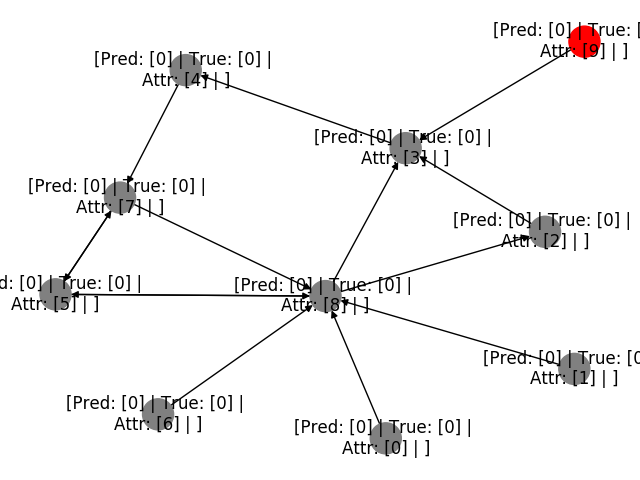 [Pred: [0] | True: [
Attr: [9] | ]
[Pred: [0] | True: [0] |
Attr: [4] | ]
[Pred: [0] | True: [0] |
Attr: [3] | ]
[Pred: [0] | True: [0] |
Attr: [7] | ]
[Pred: [0] | True: [0] |
Attr: [2] | ]
d: [0] | True: [0] |
Attr: [5] | ]
[Pred: [0] | True: [0] |
Attr: [8] | ]
[Pred: [0] | True: [0
Attr: [1] | ]
[Pred: [0] | True: [0] |
Attr: [6] | ]
[Pred: [0] | True: [0] |
Attr: [0] | ]